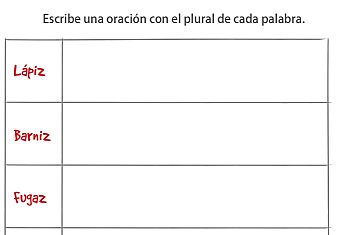 Escribe una oración con el plural de cada palabra.
Lápiz
Barniz
Fugaz